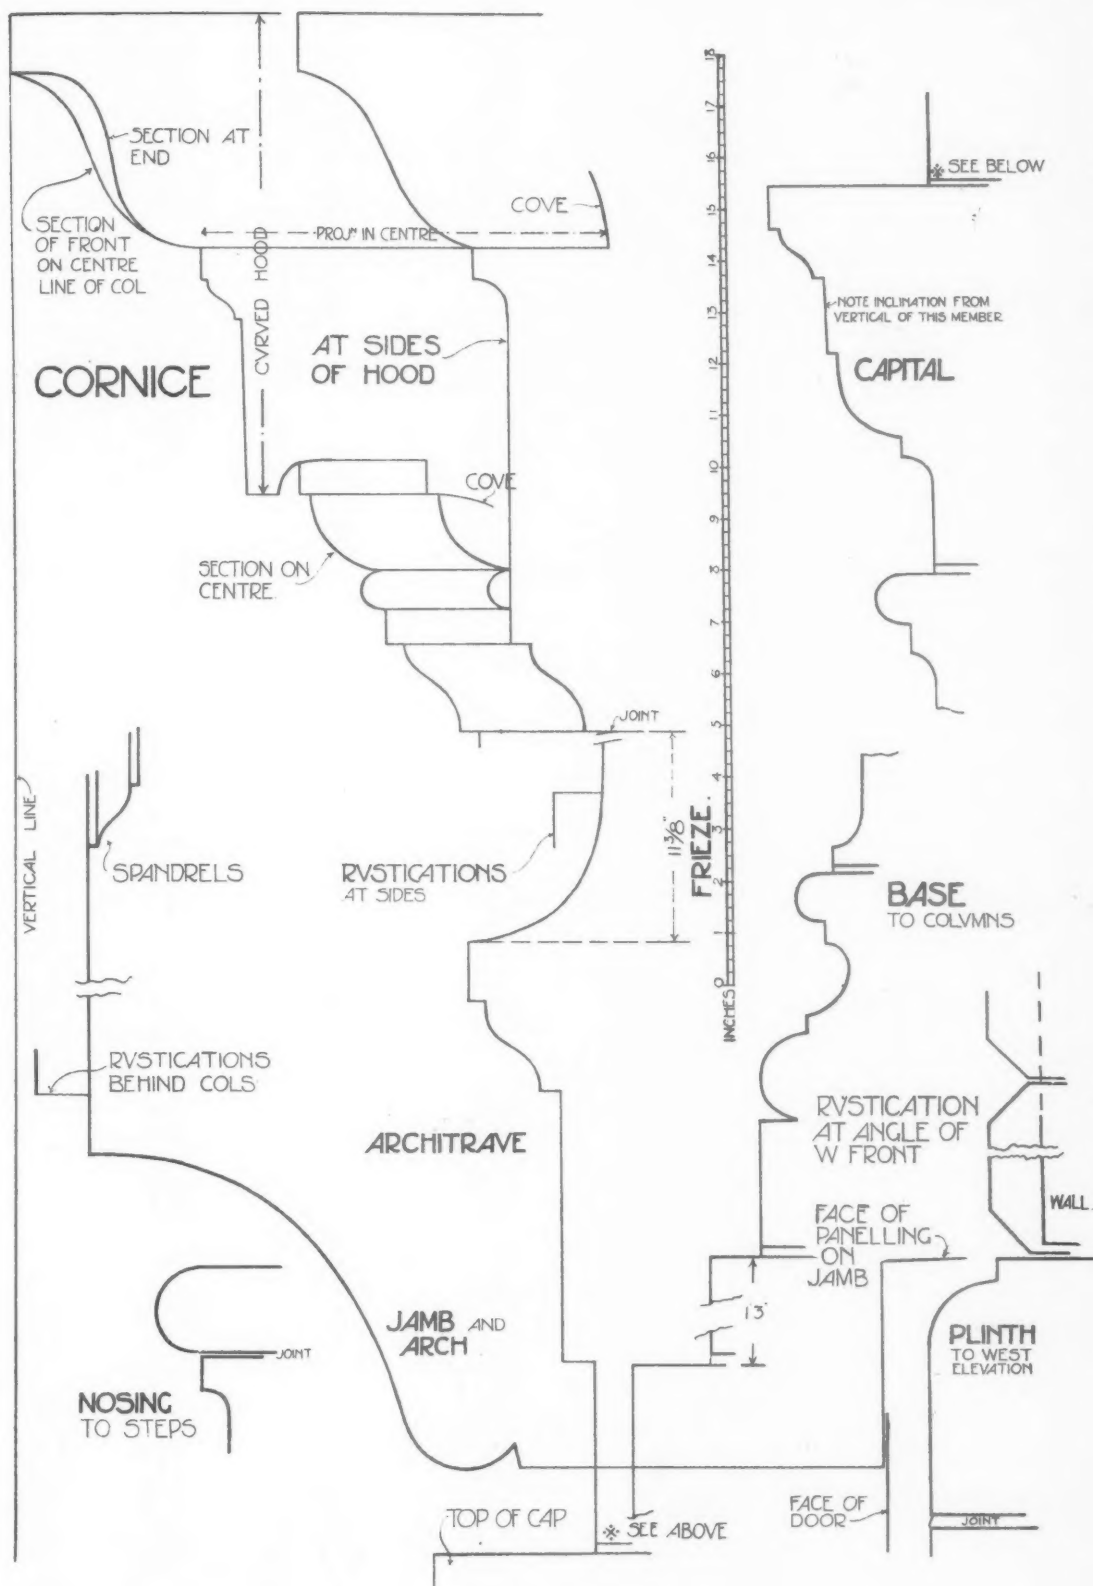 SECTION AT
END
SECTION
OF FRONT
ON CENTRE
LINE OF COL
CVRVED HOOD
PROJN IN CENTRE
COVE
CORNICE
AT SIDES
OF HOOD
COVE
SECTION ON
CENTRE.
JOINT
VERTICAL LINE
SPANDRELS
RVSTICATIONS
AT SIDES
11 3/8"
FRIEZE.
RVSTICATIONS
BEHIND COLS
ARCHITRAVE
JAMB AND
ARCH
JOINT
NOSING
TO STEPS
TOP OF CAP
※ SEE ABOVE
18
17
16
15
14
13
12
11
10
9
8
7
6
5
4
3
2
1
0
INCHES
※ SEE BELOW
NOTE INCLINATION FROM
VERTICAL OF THIS MEMBER
CAPITAL
BASE
TO COLVMNS
RVSTICATION
AT ANGLE OF
W FRONT
WALL.
FACE OF
PANELLING
ON
JAMB
13"
PLINTH
TO WEST
ELEVATION
FACE OF
DOOR
JOINT